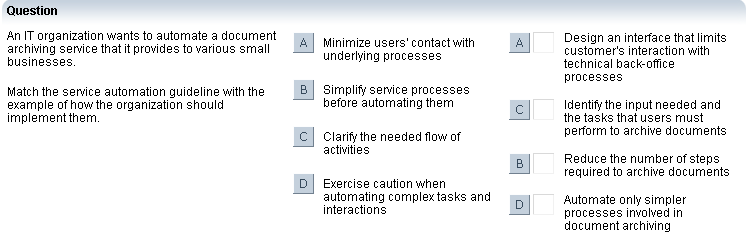 Question
An IT organization wants to automate a document
archiving service that it provides to various small
businesses.
Match the service automation guideline with the
example of how the organization should
implement them.
A Minimize users' contact with
underlying processes
B Simplify service processes
before automating them
C Clarify the needed flow of
activities
D Exercise caution when
automating complex tasks and
interactions
A Design an interface that limits
customer's interaction with
technical back-office
processes
C Identify the input needed and
the tasks that users must
perform to archive documents
B Reduce the number of steps
required to archive documents
D Automate only simpler
processes involved in
document archiving